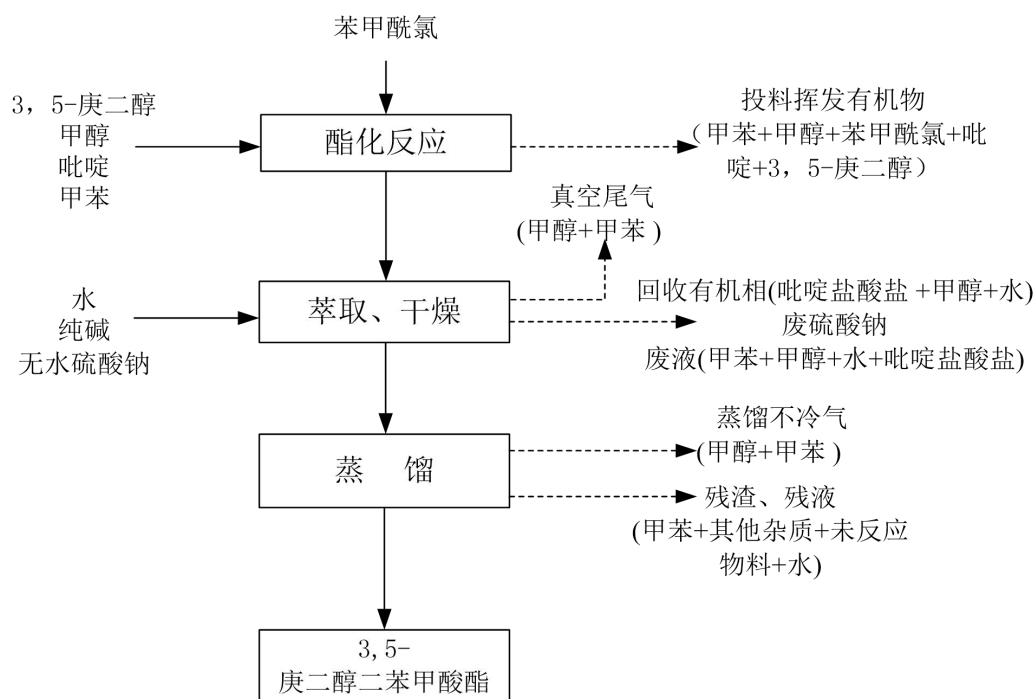 苯甲酰氯
3, 5-庚二醇
甲醇
吡啶
甲苯
酯化反应
投料挥发有机物
(甲苯+甲醇+苯甲酰氯+吡
啶+3, 5-庚二醇)
真空尾气
(甲醇+甲苯 )
水
纯碱
无水硫酸钠
萃取、干燥
回收有机相(吡啶盐酸盐 +甲醇+水)
废硫酸钠
废液(甲苯+甲醇+水+吡啶盐酸盐)
蒸 馏
蒸馏不冷气
(甲醇+甲苯 )
残渣、残液
(甲苯+其他杂质+未反应
物料+水)
3,5-
庚二醇二苯甲酸酯